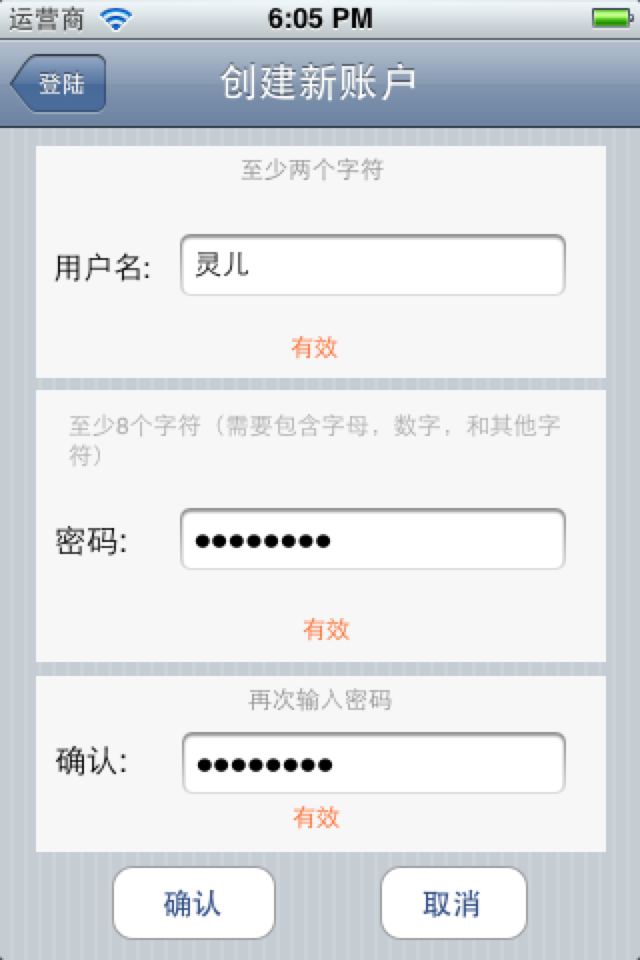 运营商 6:05 PM
登陆 创建新账户
至少两个字符
用户名: 灵儿
有效
至少8个字符（需要包含字母，数字，和其他字
符）
密码: ●●●●●●●●
有效
再次输入密码
确认: ●●●●●●●●
有效
确认 取消